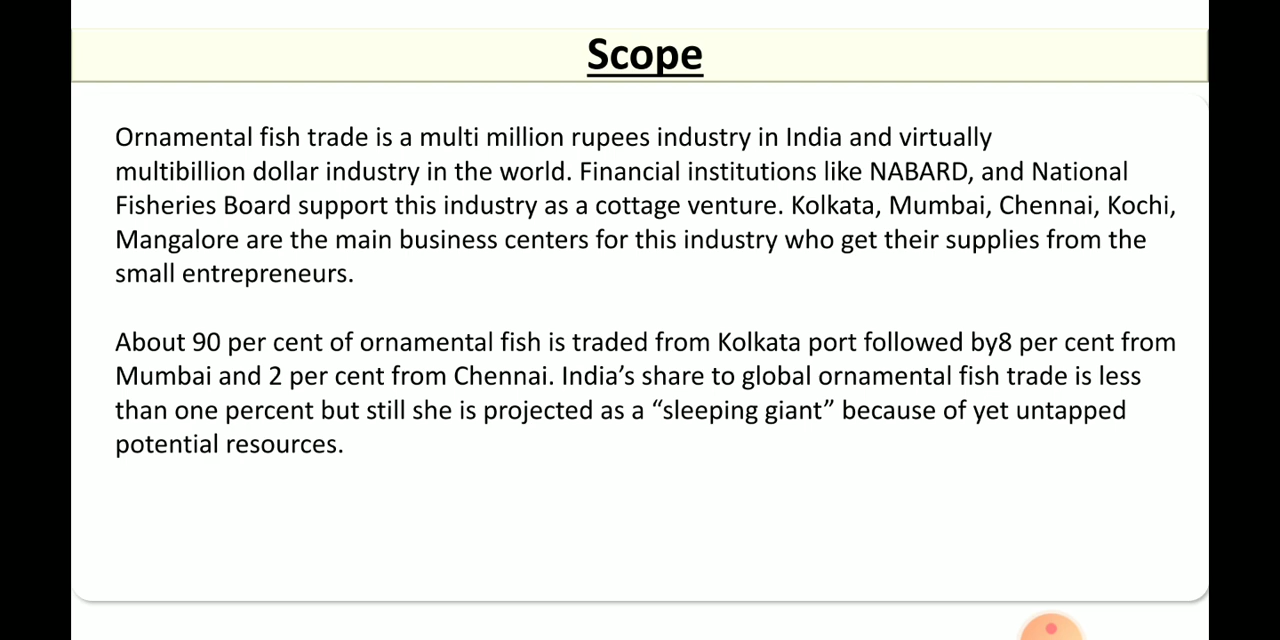 Scope
Ornamental fish trade is a multi million rupees industry in India and virtually
multibillion dollar industry in the world. Financial institutions like NABARD, and National
Fisheries Board support this industry as a cottage venture. Kolkata, Mumbai, Chennai, Kochi,
Mangalore are the main business centers for this industry who get their supplies from the
small entrepreneurs.
About 90 per cent of ornamental fish is traded from Kolkata port followed by8 per cent from
Mumbai and 2 per cent from Chennai. India’s share to global ornamental fish trade is less
than one percent but still she is projected as a “sleeping giant” because of yet untapped
potential resources.